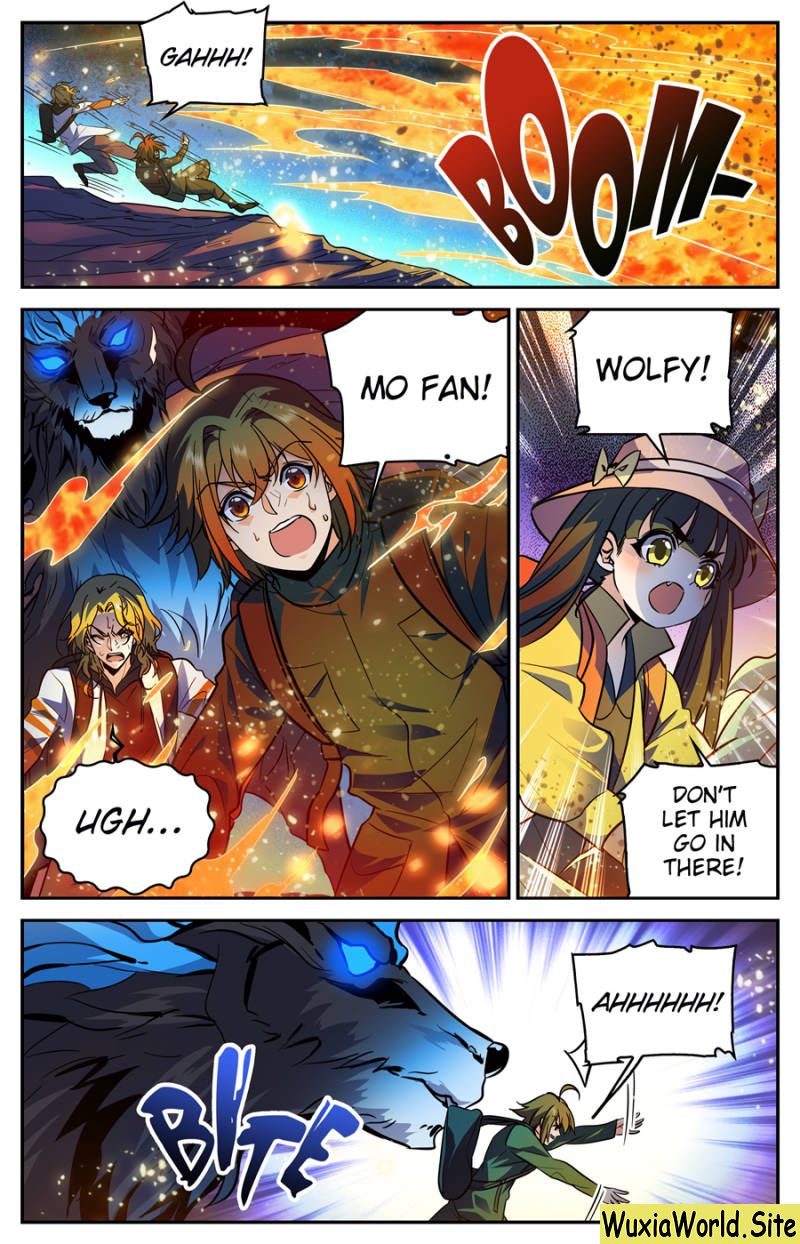 GAHHH!
BOOM-
MO FAN!
UGH...
WOLFY!
DON'T
LET HIM
GO IN
THERE!
AHHHHHH!
BITE
WuxiaWorld.Site